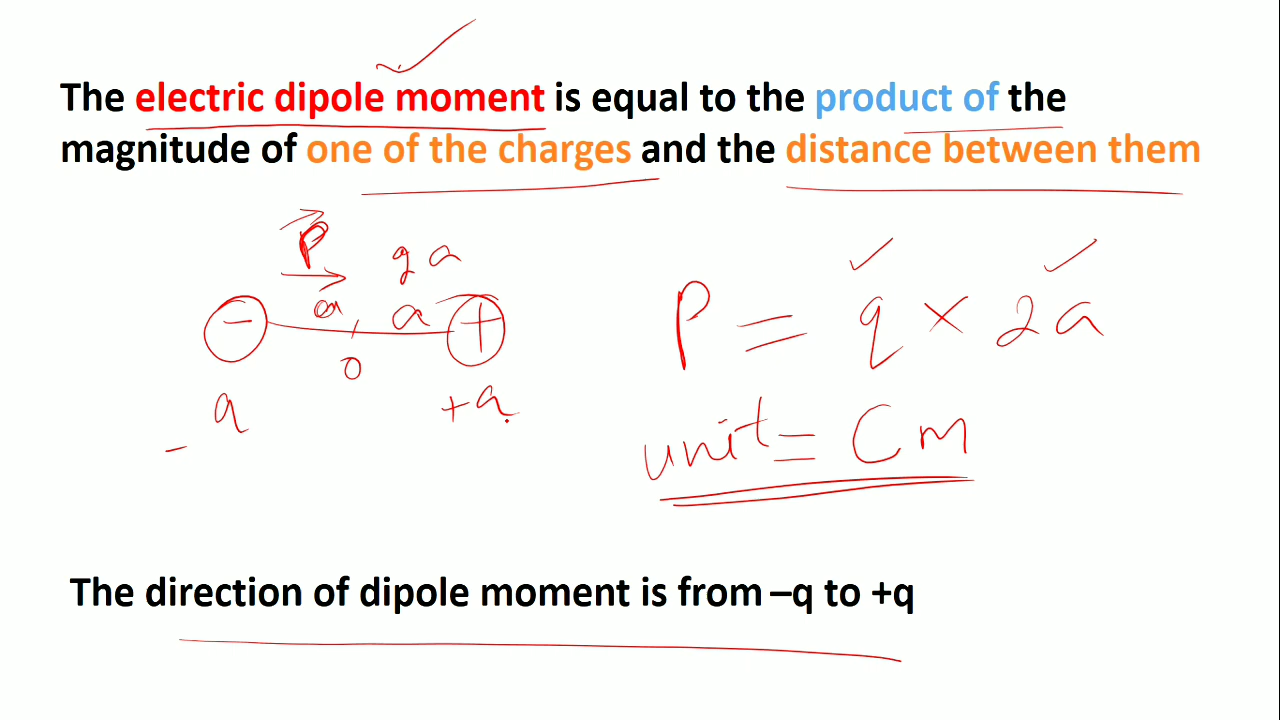 The electric dipole moment is equal to the product of the
magnitude of one of the charges and the distance between them
P
2a
a
a
− +
0
−q
+q
P = q × 2a
unit = Cm
The direction of dipole moment is from –q to +q